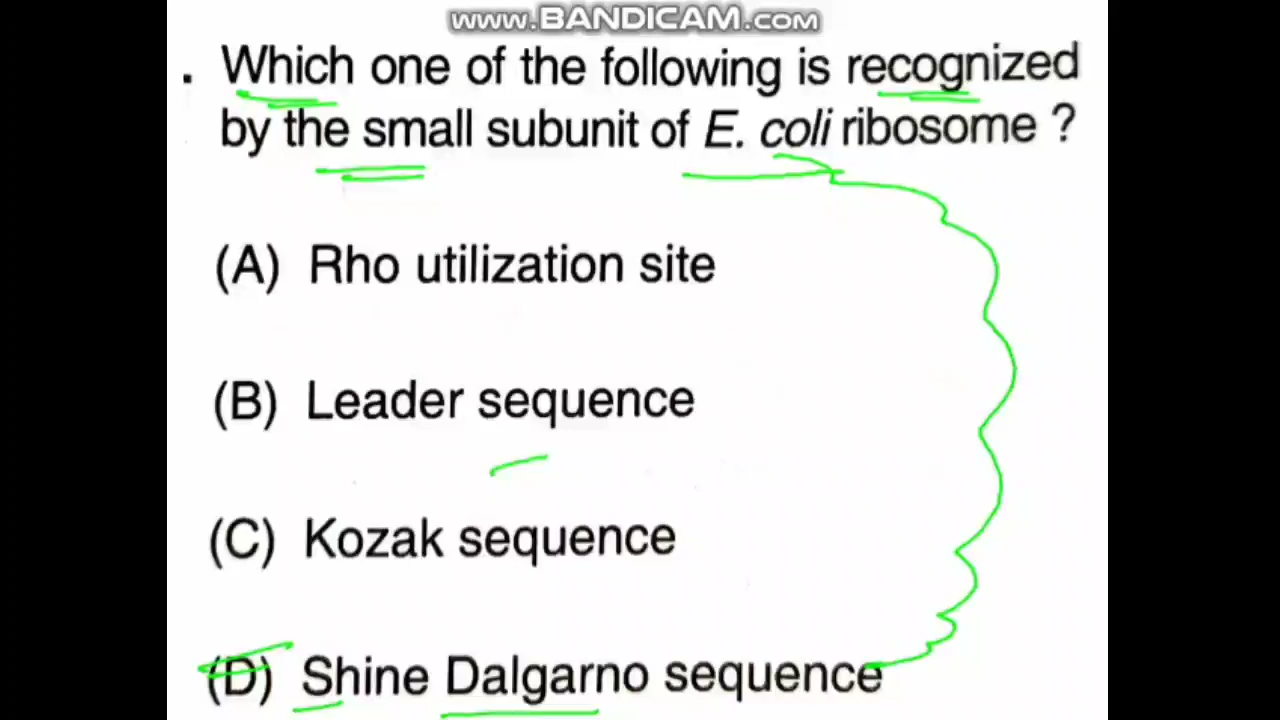 www.BANDICAM.com
. Which one of the following is recognized
by the small subunit of E. coli ribosome ?
(A) Rho utilization site
(B) Leader sequence
(C) Kozak sequence
(D) Shine Dalgarno sequence